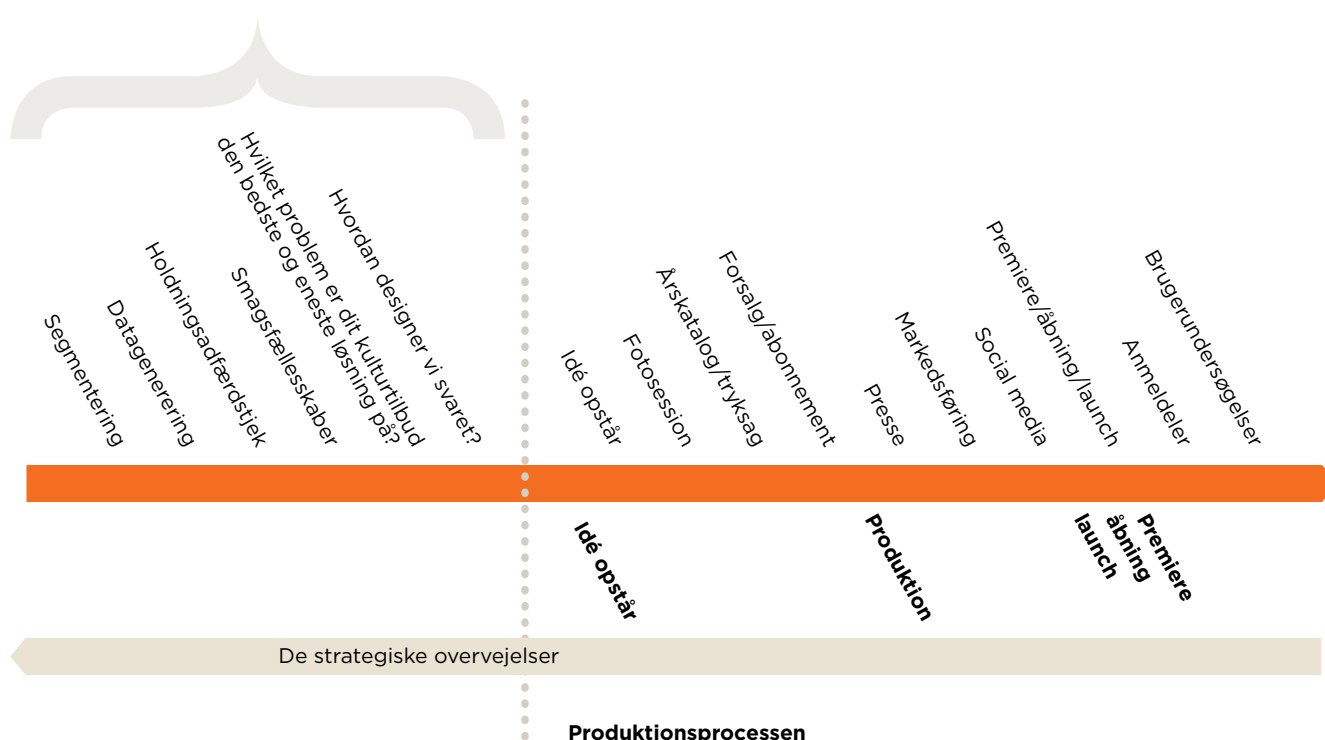 Segmentering
Datagenerering
Holdningsadfærdstjek
Smagsfællesskaber
Hvilket problem er dit kulturtilbud
den bedste og eneste løsning på?
Hvordan designer vi svaret?
Idé opstår
Fotosession
Årskatalog/tryksag
Forsalg/abonnement
Presse
Markedsføring
Social media
Premiere/åbning/launch
Anmeldelser
Brugerundersøgelser
Idé opstår
Produktion
Premiere
åbning
launch
De strategiske overvejelser
Produktionsprocessen